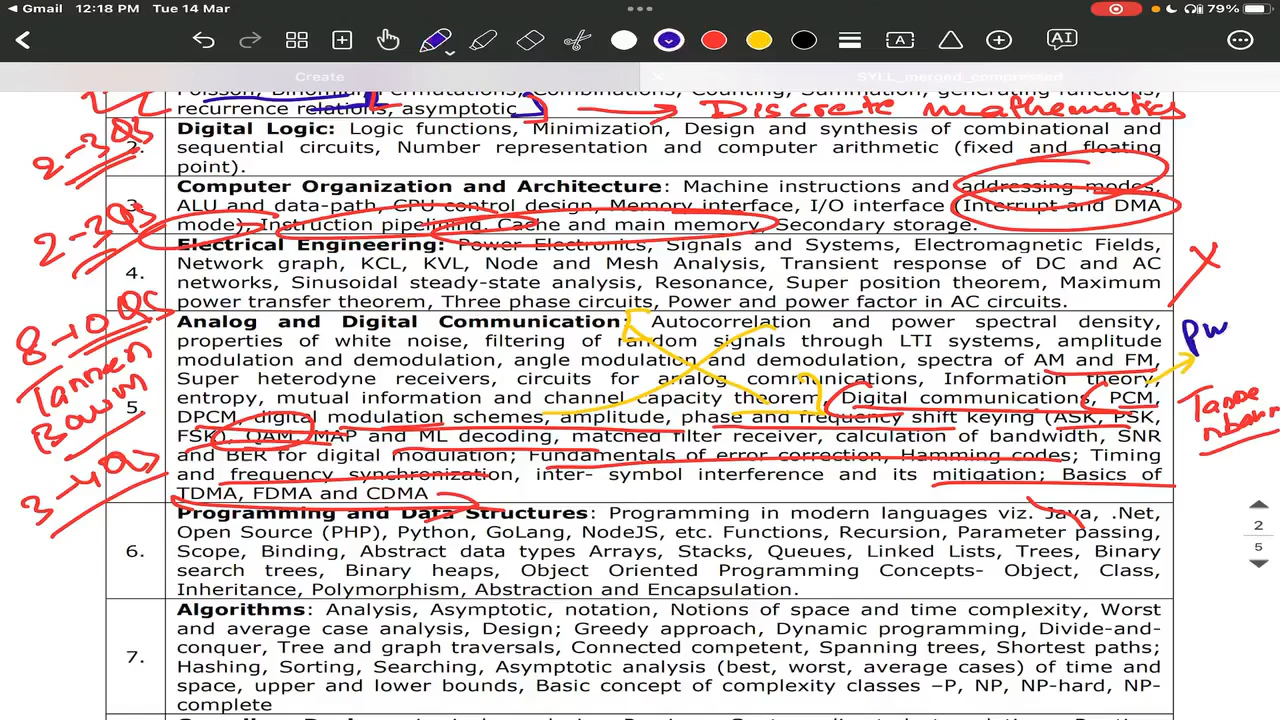 Gmail 12:18 PM Tue 14 Mar 79%
AI
Create SYLL_merged_compressed
Poisson, Binomial Permutations, Combinations, Counting, Summation, generating functions,
recurrence relations, asymptotic → Discrete mathematics
2-3Qs
2. Digital Logic: Logic functions, Minimization, Design and synthesis of combinational and
sequential circuits, Number representation and computer arithmetic (fixed and floating
point).
2-3Qs
3. Computer Organization and Architecture: Machine instructions and addressing modes,
ALU and data-path, CPU control design, Memory interface, I/O interface (Interrupt and DMA
mode), Instruction pipelining, Cache and main memory, Secondary storage.
4. Electrical Engineering: Power Electronics, Signals and Systems, Electromagnetic Fields,
Network graph, KCL, KVL, Node and Mesh Analysis, Transient response of DC and AC
networks, Sinusoidal steady-state analysis, Resonance, Super position theorem, Maximum
power transfer theorem, Three phase circuits, Power and power factor in AC circuits.
X
8-10Qs
Tannen
Baum
3-4Qs
5 Analog and Digital Communication: Autocorrelation and power spectral density,
properties of white noise, filtering of random signals through LTI systems, amplitude
modulation and demodulation, angle modulation and demodulation, spectra of AM and FM,
Super heterodyne receivers, circuits for analog communications, Information theory,
entropy, mutual information and channel capacity theorem, Digital communications, PCM,
DPCM, digital modulation schemes, amplitude, phase and frequency shift keying (ASK, PSK,
FSK), QAM, MAP and ML decoding, matched filter receiver, calculation of bandwidth, SNR
and BER for digital modulation; Fundamentals of error correction, Hamming codes; Timing
and frequency synchronization, inter- symbol interference and its mitigation; Basics of
TDMA, FDMA and CDMA
PW
Tanne
nbaum
6. Programming and Data Structures: Programming in modern languages viz. Java, .Net,
Open Source (PHP), Python, GoLang, NodeJS, etc. Functions, Recursion, Parameter passing,
Scope, Binding, Abstract data types Arrays, Stacks, Queues, Linked Lists, Trees, Binary
search trees, Binary heaps, Object Oriented Programming Concepts- Object, Class,
Inheritance, Polymorphism, Abstraction and Encapsulation.
7. Algorithms: Analysis, Asymptotic, notation, Notions of space and time complexity, Worst
and average case analysis, Design; Greedy approach, Dynamic programming, Divide-and-
conquer, Tree and graph traversals, Connected competent, Spanning trees, Shortest paths;
Hashing, Sorting, Searching, Asymptotic analysis (best, worst, average cases) of time and
space, upper and lower bounds, Basic concept of complexity classes –P, NP, NP-hard, NP-
complete
2
5